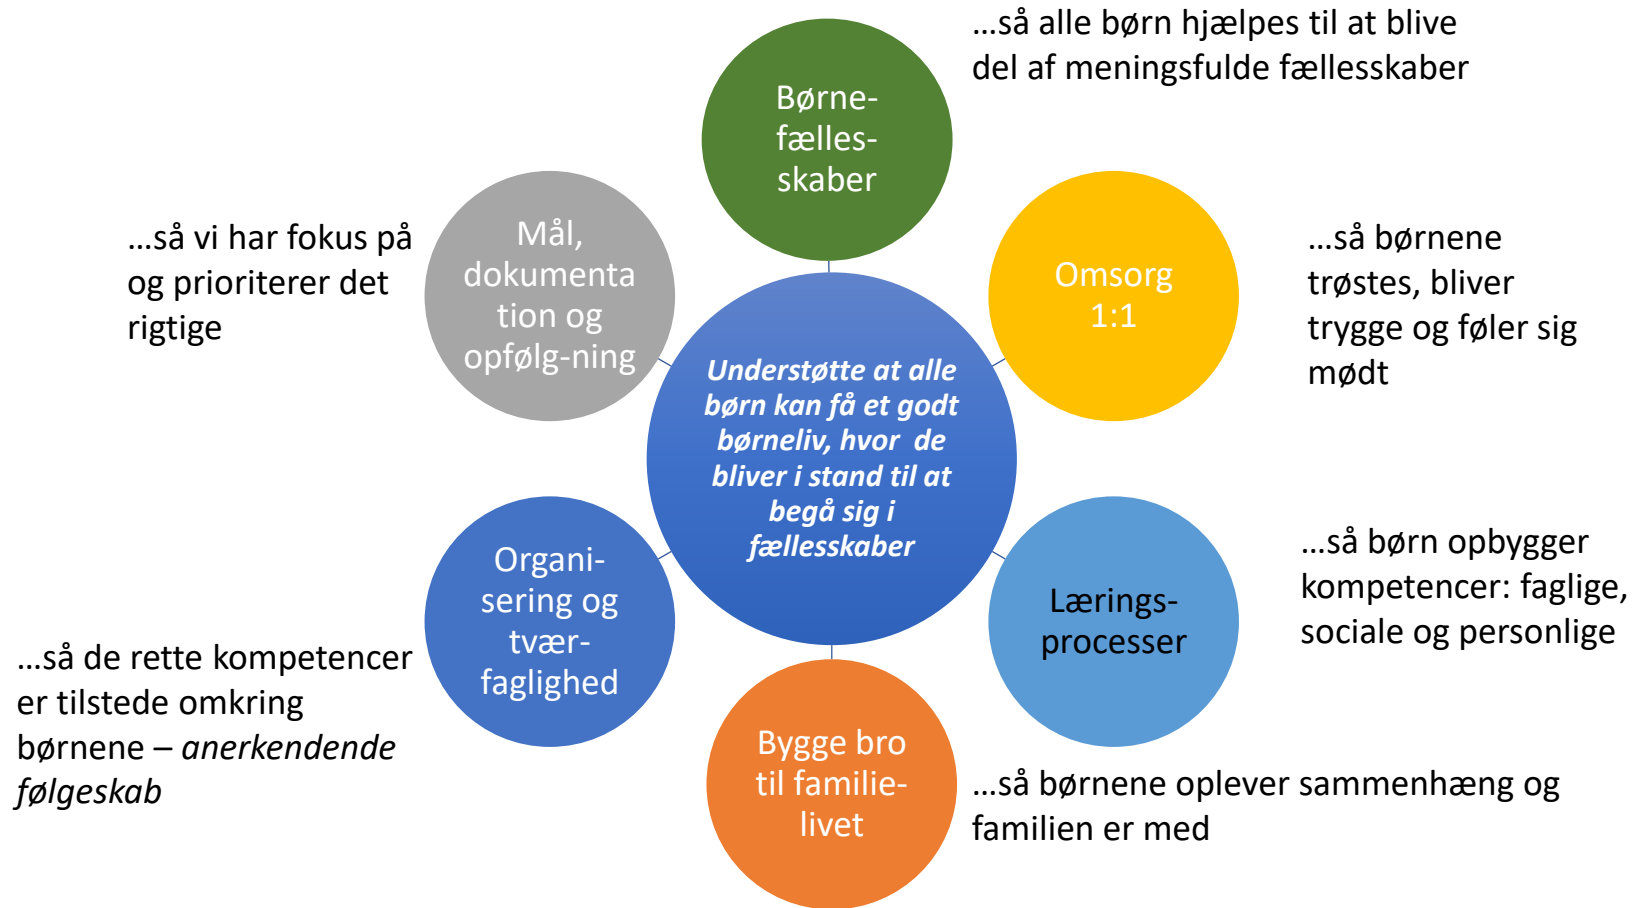 Børne-
fælles-
skaber
…så alle børn hjælpes til at blive
del af meningsfulde fællesskaber
Omsorg
1:1
…så børnene
trøstes, bliver
trygge og føler sig
mødt
Lærings-
processer
…så børn opbygger
kompetencer: faglige,
sociale og personlige
Bygge bro
til familie-
livet
…så børnene oplever sammenhæng og
familien er med
Organi-
sering og
tvær-
faglighed
…så de rette kompetencer
er tilstede omkring
børnene – anerkendende
følgeskab
Mål,
dokumenta
tion og
opfølg-ning
…så vi har fokus på
og prioriterer det
rigtige
Understøtte at alle
børn kan få et godt
børneliv, hvor de
bliver i stand til at
begå sig i
fællesskaber